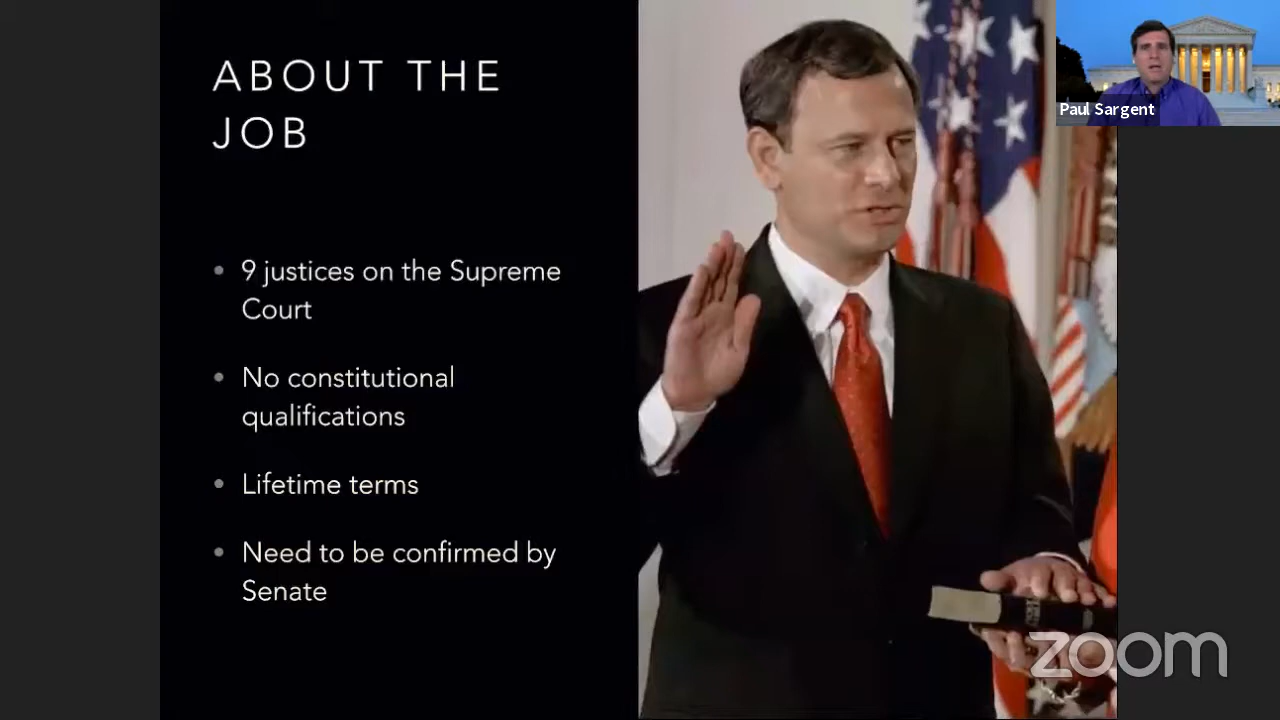 ABOUT THE
JOB
• 9 justices on the Supreme
Court
• No constitutional
qualifications
• Lifetime terms
• Need to be confirmed by
Senate
Paul Sargent
zoom